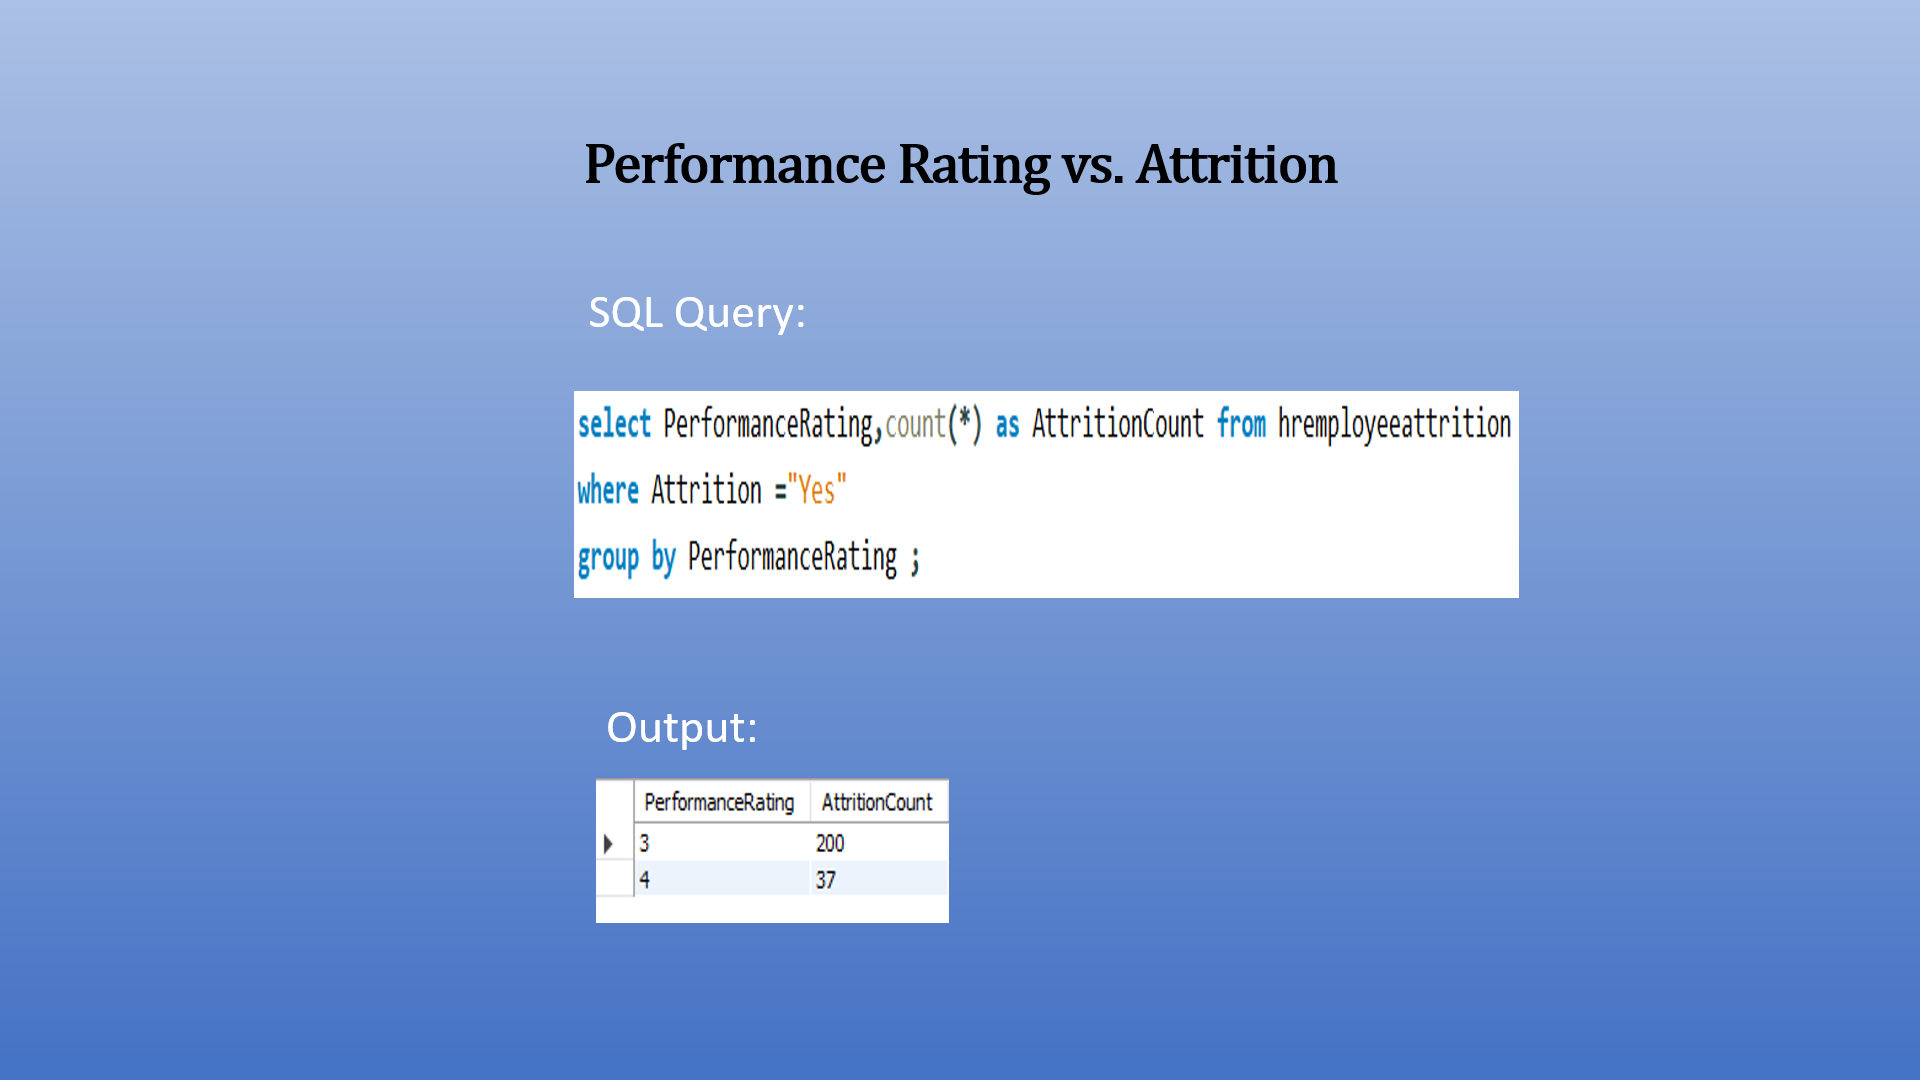 Performance Rating vs. Attrition
SQL Query:
select PerformanceRating,count(*) as AttritionCount from hremployeeattrition
where Attrition ="Yes"
group by PerformanceRating ;
Output:
PerformanceRating AttritionCount
3 200
4 37